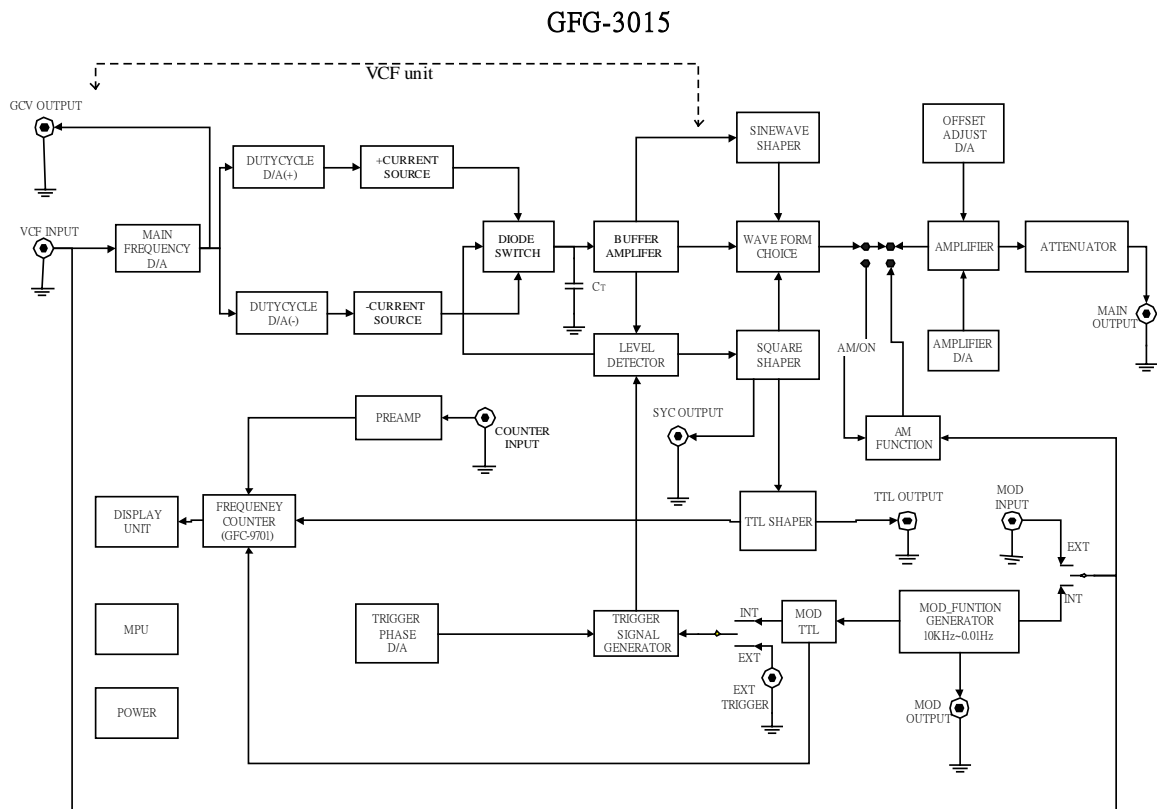 GFG-3015
VCF unit
GCV OUTPUT
SINEWAVE
SHAPER
OFFSET
ADJUST
D/A
DUTYCYCLE
D/A(+)
+CURRENT
SOURCE
VCF INPUT
MAIN
FREQUENCY
D/A
DIODE
SWITCH
BUFFER
AMPLIFER
WAVE FORM
CHOICE
AMPLIFIER
ATTENUATOR
CT
DUTYCYCLE
D/A(-)
-CURRENT
SOURCE
MAIN
OUTPUT
LEVEL
DETECTOR
SQUARE
SHAPER
AM/ON
AMPLIFIER
D/A
PREAMP
COUNTER
INPUT
SYC OUTPUT
AM
FUNCTION
DISPLAY
UNIT
FREQUENEY
COUNTER
(GFC-9701)
TTL SHAPER
TTL OUTPUT
MOD
INPUT
EXT
INT
MPU
TRIGGER
PHASE
D/A
TRIGGER
SIGNAL
GENERATOR
INT
EXT
MOD
TTL
MOD_FUNTION
GENERATOR
10KHz~0.01Hz
POWER
EXT
TRIGGER
MOD
OUTPUT